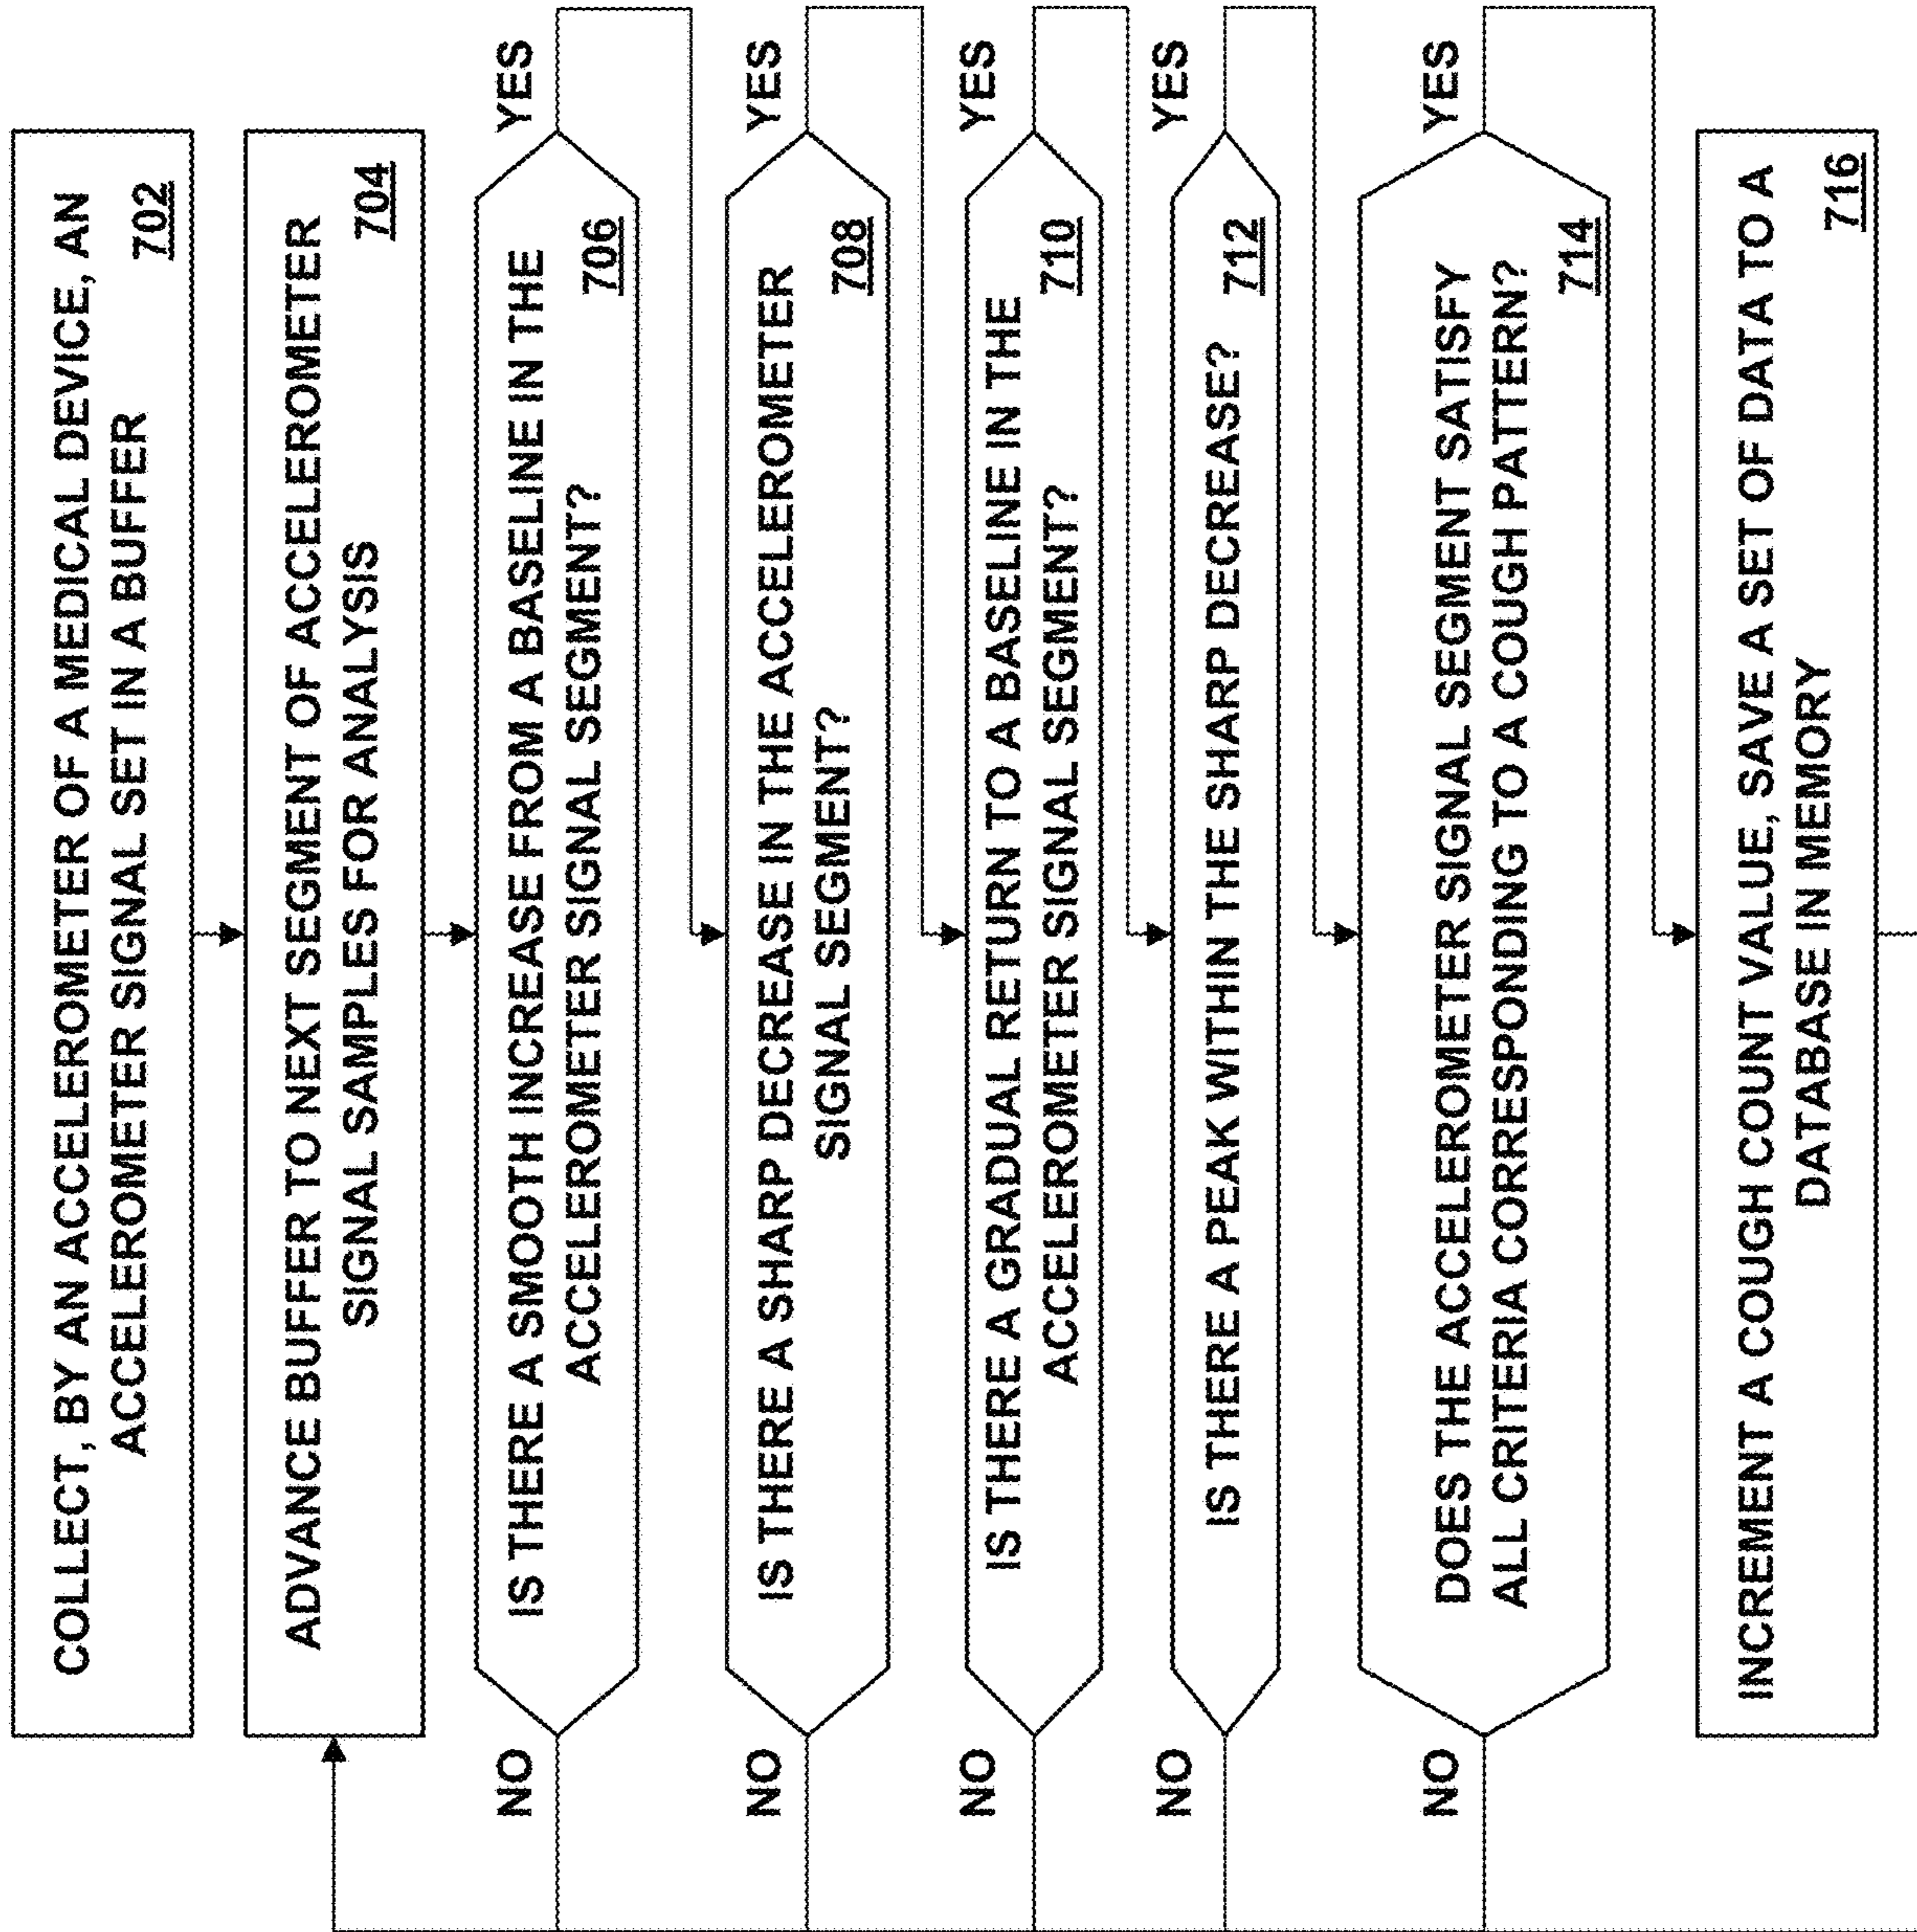 COLLECT, BY AN ACCELEROMETER OF A MEDICAL DEVICE, AN
ACCELEROMETER SIGNAL SET IN A BUFFER
702
ADVANCE BUFFER TO NEXT SEGMENT OF ACCELEROMETER
SIGNAL SAMPLES FOR ANALYSIS
704
NO
IS THERE A SMOOTH INCREASE FROM A BASELINE IN THE
ACCELEROMETER SIGNAL SEGMENT?
706
YES
NO
IS THERE A SHARP DECREASE IN THE ACCELEROMETER
SIGNAL SEGMENT?
708
YES
NO
IS THERE A GRADUAL RETURN TO A BASELINE IN THE
ACCELEROMETER SIGNAL SEGMENT?
710
YES
NO
IS THERE A PEAK WITHIN THE SHARP DECREASE?
712
YES
NO
DOES THE ACCELEROMETER SIGNAL SEGMENT SATISFY
ALL CRITERIA CORRESPONDING TO A COUGH PATTERN?
714
YES
INCREMENT A COUGH COUNT VALUE, SAVE A SET OF DATA TO A
DATABASE IN MEMORY
716